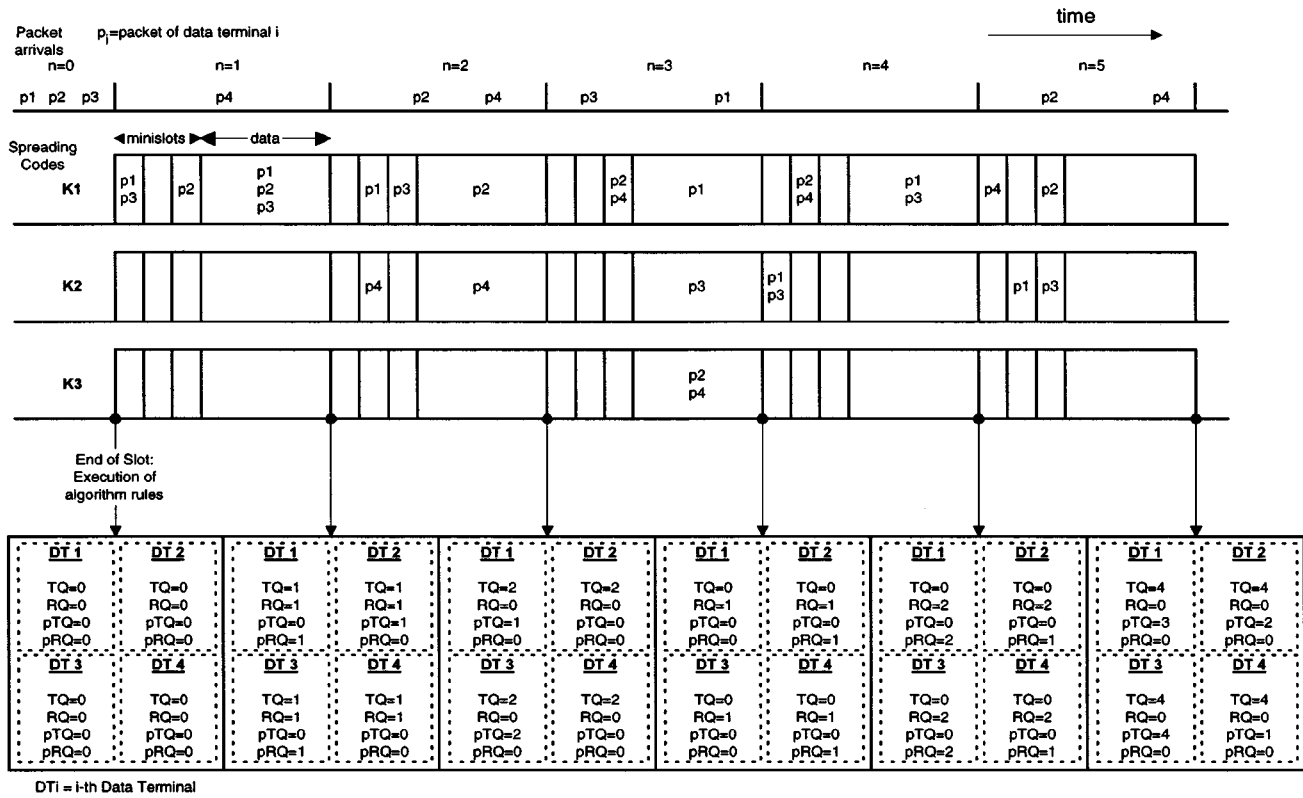 Packet
arrivals
pi=packet of data terminal i
time
n=0 n=1 n=2 n=3 n=4 n=5
p1 p2 p3 p4 p2 p4 p3 p1 p2 p4
minislots data
Spreading
Codes
K1
p1
p3
p2
p1
p2
p3
p1 p3 p2
p2
p4
p1
p2
p4
p1
p3
p4 p2
K2
p4 p4 p3
p1
p3
p1 p3
K3
p2
p4
End of Slot:
Execution of
algorithm rules
DT 1 DT 2 DT 1 DT 2 DT 1 DT 2 DT 1 DT 2 DT 1 DT 2 DT 1 DT 2
TQ=0 TQ=0 TQ=1 TQ=1 TQ=2 TQ=2 TQ=0 TQ=0 TQ=0 TQ=0 TQ=4 TQ=4
RQ=0 RQ=0 RQ=1 RQ=1 RQ=0 RQ=0 RQ=1 RQ=1 RQ=2 RQ=2 RQ=0 RQ=0
pTQ=0 pTQ=0 pTQ=0 pTQ=1 pTQ=1 pTQ=0 pTQ=0 pTQ=0 pTQ=0 pTQ=0 pTQ=3 pTQ=2
pRQ=0 pRQ=0 pRQ=1 pRQ=0 pRQ=0 pRQ=0 pRQ=0 pRQ=1 pRQ=2 pRQ=1 pRQ=0 pRQ=0
DT 3 DT 4 DT 3 DT 4 DT 3 DT 4 DT 3 DT 4 DT 3 DT 4 DT 3 DT 4
TQ=0 TQ=0 TQ=1 TQ=1 TQ=2 TQ=2 TQ=0 TQ=0 TQ=0 TQ=0 TQ=4 TQ=4
RQ=0 RQ=0 RQ=1 RQ=1 RQ=0 RQ=0 RQ=1 RQ=1 RQ=2 RQ=2 RQ=0 RQ=0
pTQ=0 pTQ=0 pTQ=0 pTQ=0 pTQ=2 pTQ=0 pTQ=0 pTQ=0 pTQ=0 pTQ=0 pTQ=4 pTQ=1
pRQ=0 pRQ=0 pRQ=1 pRQ=0 pRQ=0 pRQ=0 pRQ=0 pRQ=1 pRQ=2 pRQ=1 pRQ=0 pRQ=0
DTi = i-th Data Terminal